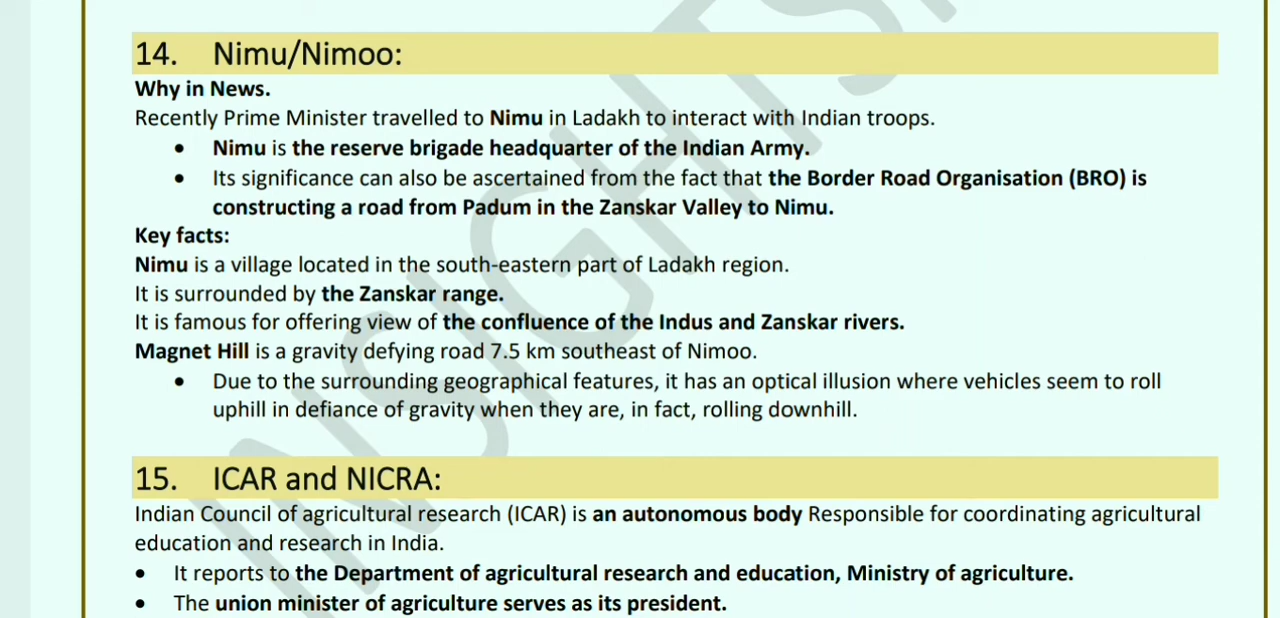 14. Nimu/Nimoo:
Why in News.
Recently Prime Minister travelled to Nimu in Ladakh to interact with Indian troops.
• Nimu is the reserve brigade headquarter of the Indian Army.
• Its significance can also be ascertained from the fact that the Border Road Organisation (BRO) is
constructing a road from Padum in the Zanskar Valley to Nimu.
Key facts:
Nimu is a village located in the south-eastern part of Ladakh region.
It is surrounded by the Zanskar range.
It is famous for offering view of the confluence of the Indus and Zanskar rivers.
Magnet Hill is a gravity defying road 7.5 km southeast of Nimoo.
• Due to the surrounding geographical features, it has an optical illusion where vehicles seem to roll
uphill in defiance of gravity when they are, in fact, rolling downhill.
15. ICAR and NICRA:
Indian Council of agricultural research (ICAR) is an autonomous body Responsible for coordinating agricultural
education and research in India.
• It reports to the Department of agricultural research and education, Ministry of agriculture.
• The union minister of agriculture serves as its president.
INSIGHTS